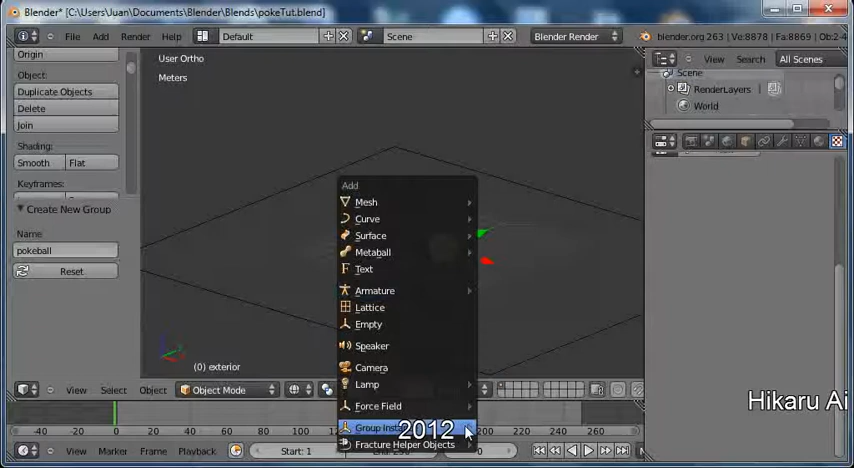 Blender* [C:\Users\Juan\Documents\Blender\Blends\pokeTut.blend]
File Add Render Help Default Scene Blender Render blender.org 263 Ve:8878 Fa:8869 Ob:2-4
Origin
Object:
Duplicate Objects
Delete
Join
Shading:
Smooth Flat
Keyframes:
Create New Group
Name
pokeball
Reset
User Ortho
Meters
(0) exterior
Add
Mesh
Curve
Surface
Metaball
Text
Armature
Lattice
Empty
Speaker
Camera
Lamp
Force Field
Group
Fracture Helper Objects
2012
View Search All Scenes
Scene
RenderLayers
World
Hikaru Ai
View Select Object Object Mode
-40 -20 0 20 40 60 80 100 180 200 220 240 260
View Marker Frame Playback Start: 1 0